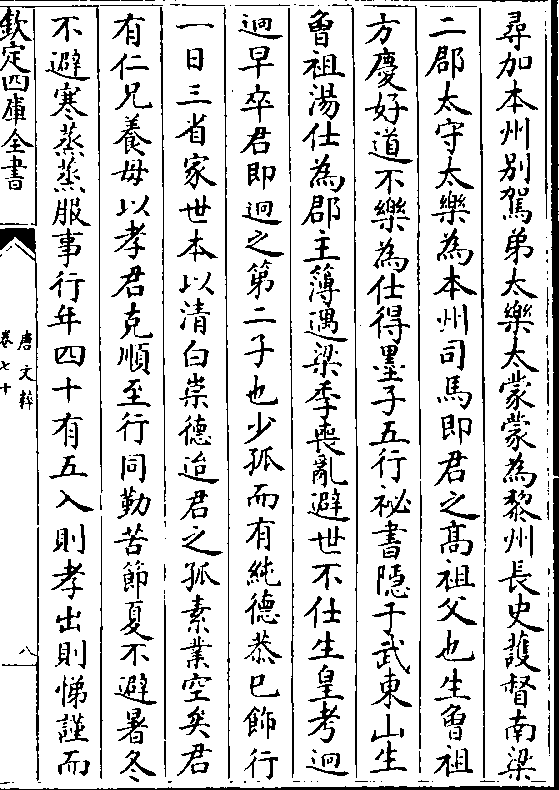 尋加本州别駕弟太樂太蒙蒙為黎州長史䕶督南梁
二郡太守太樂為本州司馬即君之髙祖父也生曾祖
方慶好道不樂為仕得墨子五行祕書隱于武東山生
曾祖湯仕為郡主簿遇梁季喪亂避世不仕生皇考迥
迥早卒君即迥之第二子也少孤而有純德恭已飾行
一日三省家世本以清白崇德迨君之孤素業空矣君
有仁兄養母以孝君克順至行同勤苦節夏不避暑冬
不避寒蒸蒸服事行年四十有五入則孝出則悌謹而
欽定四庫全書
唐文粹
卷七十
八